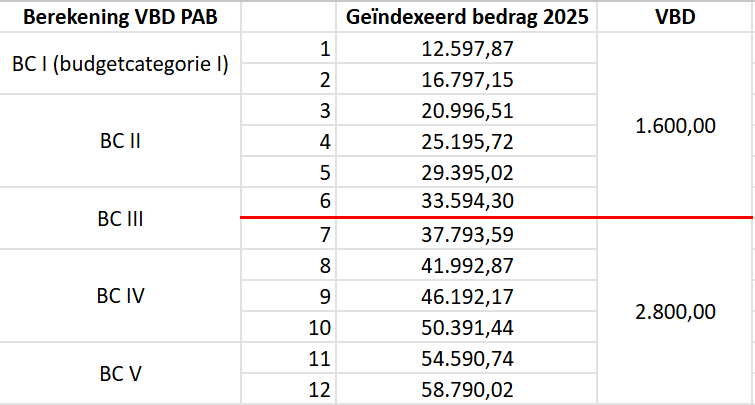 Berekening VBD PAB Geïndexeerd bedrag 2025 VBD
BC I (budgetcategorie I) 1 12.597,87
2 16.797,15
BC II 3 20.996,51
4 25.195,72
5 29.395,02
1.600,00
BC III 6 33.594,30
7 37.793,59
BC IV 8 41.992,87
9 46.192,17
10 50.391,44
2.800,00
BC V 11 54.590,74
12 58.790,02